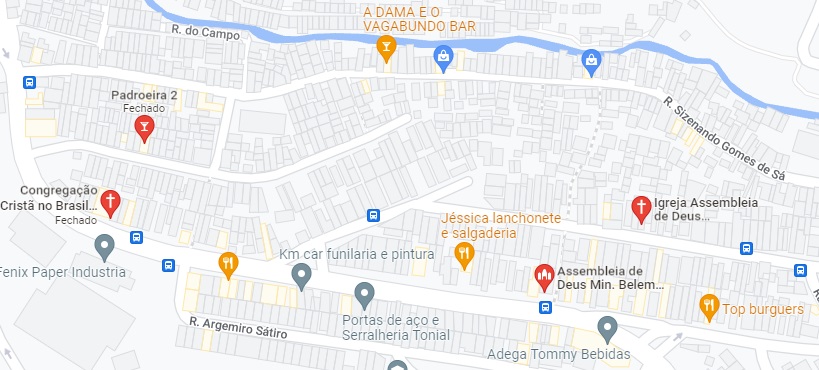 A DAMA E O
VAGABUNDO BAR
R. do Campo
Padroeira 2
Fechado
R. Sizenando Gomes de Sá
Congregação
Cristã no Brasil...
Fechado
Igreja Assembleia
de Deus...
Jéssica lanchonete
e salgaderia
Km car funilaria e pintura
Fenix Paper Industria
Assembleia de
Deus Min. Belem...
Top burguers
Portas de aço e
Serralheria Tonial
R. Argemiro Sátiro
Adega Tommy Bebidas